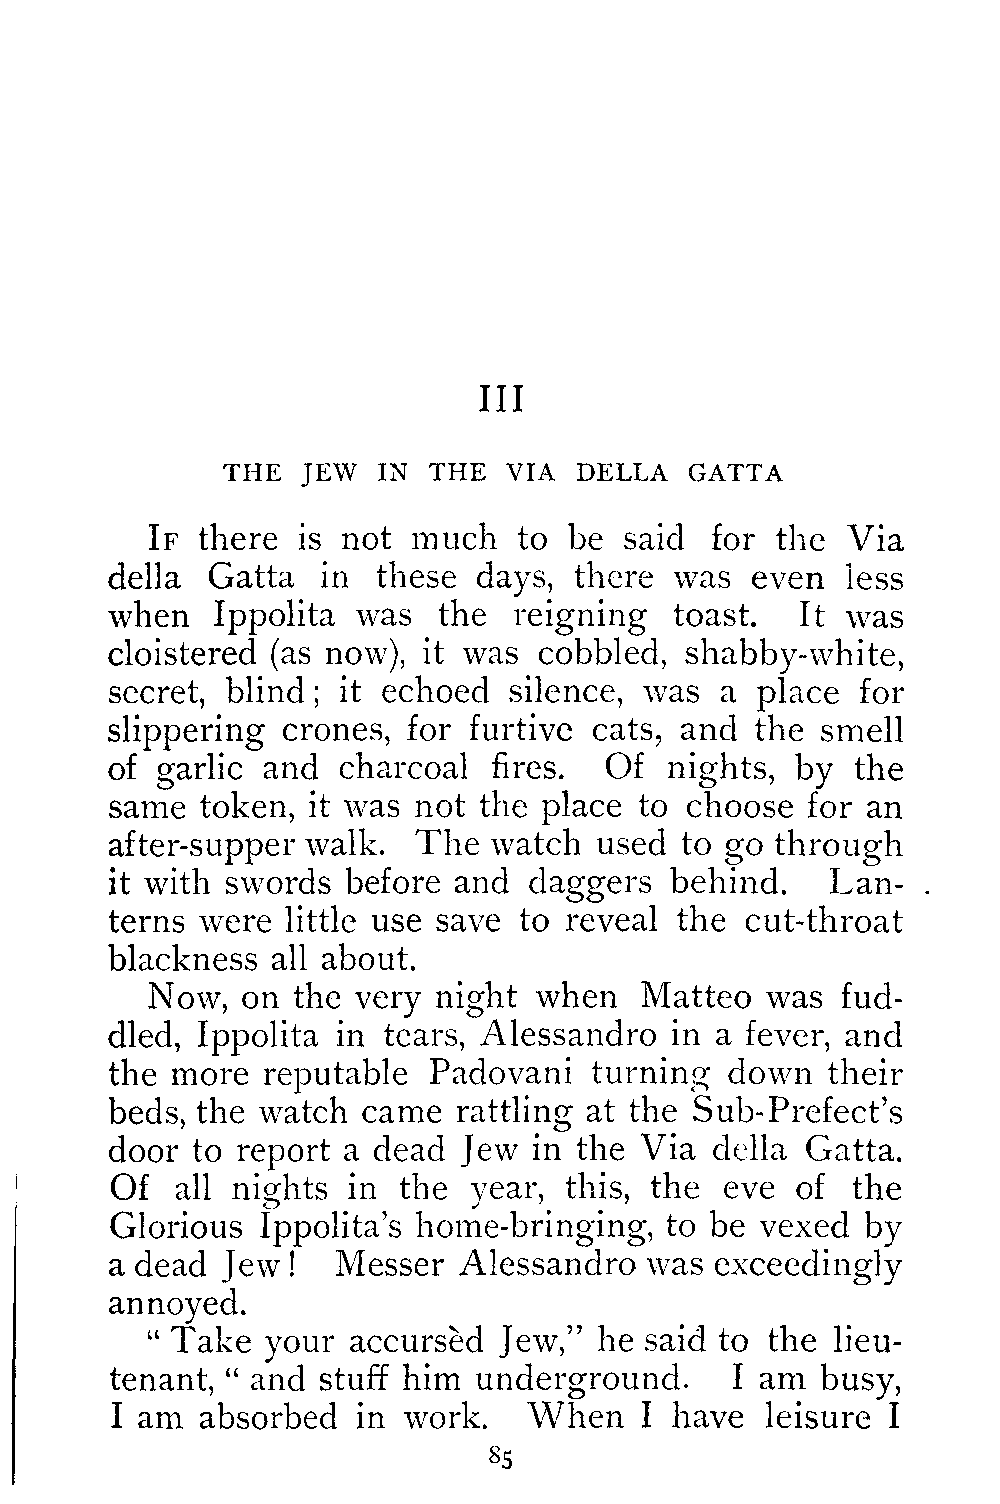 III
THE JEW IN THE VIA DELLA GATTA
IF there is not much to be said for the Via
della Gatta in these days, there was even less
when Ippolita was the reigning toast. It was
cloistered (as now), it was cobbled, shabby-white,
secret, blind; it echoed silence, was a place for
slippering crones, for furtive cats, and the smell
of garlic and charcoal fires. Of nights, by the
same token, it was not the place to choose for an
after-supper walk. The watch used to go through
it with swords before and daggers behind. Lan-
terns were little use save to reveal the cut-throat
blackness all about.
Now, on the very night when Matteo was fud-
dled, Ippolita in tears, Alessandro in a fever, and
the more reputable Padovani turning down their
beds, the watch came rattling at the Sub-Prefect's
door to report a dead Jew in the Via della Gatta.
Of all nights in the year, this, the eve of the
Glorious Ippolita's home-bringing, to be vexed by
a dead Jew! Messer Alessandro was exceedingly
annoyed.
"Take your accursèd Jew," he said to the lieu-
tenant, "and stuff him underground. I am busy,
I am absorbed in work. When I have leisure I
85